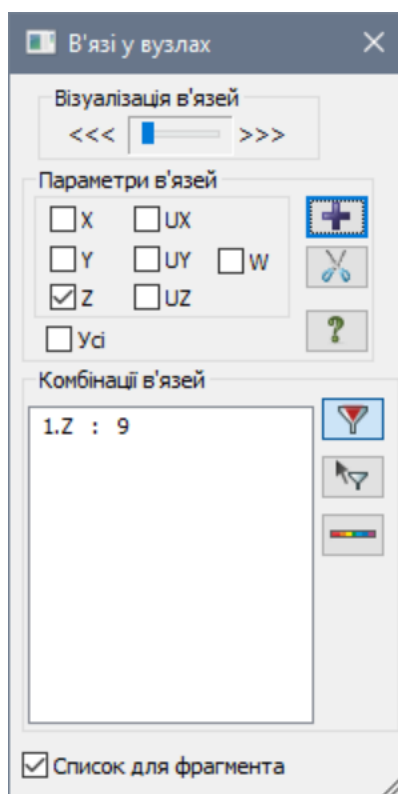 В'язі у вузлах
Візуалізація в'язей
<<< >>>
Параметри в'язей
X UX
Y UY W
Z UZ
Усі
Комбінації в'язей
1.Z : 9
Список для фрагмента